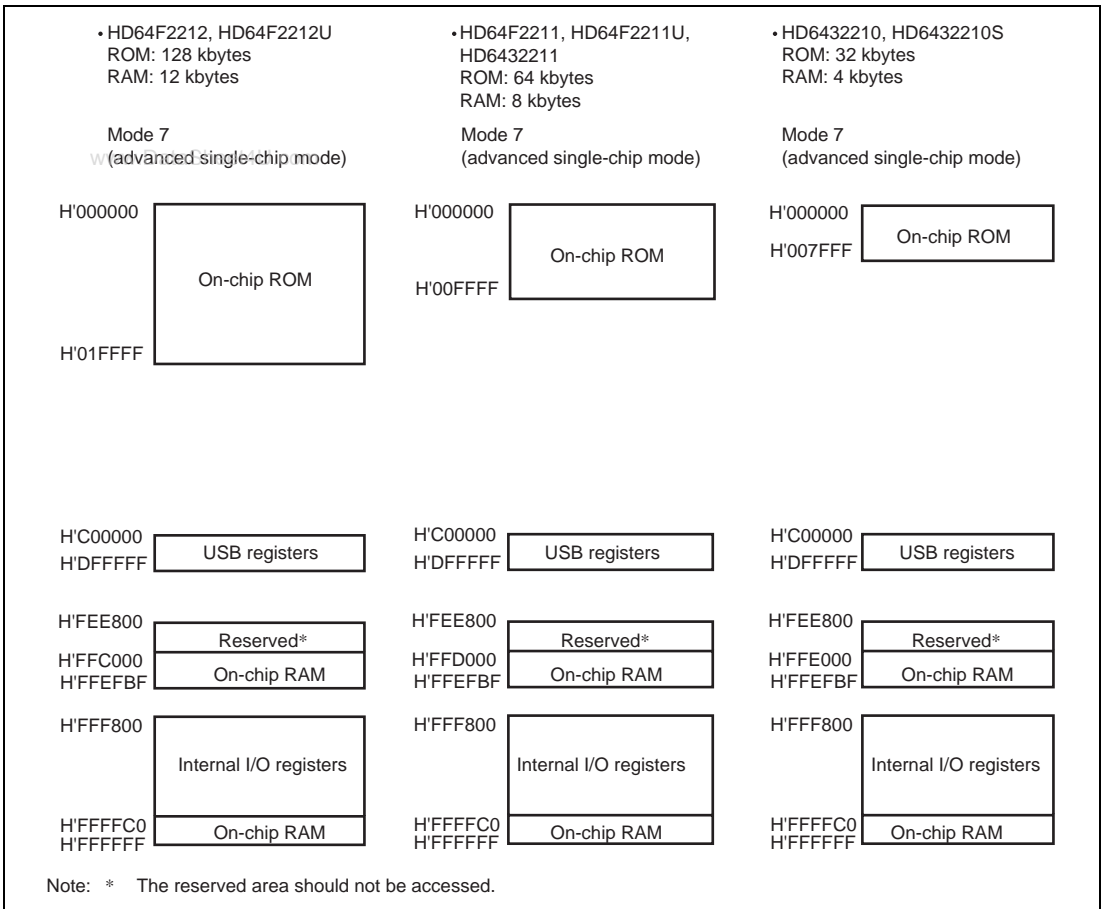 • HD64F2212, HD64F2212U
ROM: 128 kbytes
RAM: 12 kbytes
Mode 7
(advanced single-chip mode)
H'000000
On-chip ROM
H'01FFFF
H'C00000
USB registers
H'DFFFFF
H'FEE800
Reserved*
H'FFC000
On-chip RAM
H'FFEFBF
H'FFF800
Internal I/O registers
H'FFFFC0
On-chip RAM
H'FFFFFF
• HD64F2211, HD64F2211U,
HD6432211
ROM: 64 kbytes
RAM: 8 kbytes
Mode 7
(advanced single-chip mode)
H'000000
On-chip ROM
H'00FFFF
H'C00000
USB registers
H'DFFFFF
H'FEE800
Reserved*
H'FFD000
On-chip RAM
H'FFEFBF
H'FFF800
Internal I/O registers
H'FFFFC0
On-chip RAM
H'FFFFFF
• HD6432210, HD6432210S
ROM: 32 kbytes
RAM: 4 kbytes
Mode 7
(advanced single-chip mode)
H'000000
On-chip ROM
H'007FFF
H'C00000
USB registers
H'DFFFFF
H'FEE800
Reserved*
H'FFE000
On-chip RAM
H'FFEFBF
H'FFF800
Internal I/O registers
H'FFFFC0
On-chip RAM
H'FFFFFF
Note: * The reserved area should not be accessed.